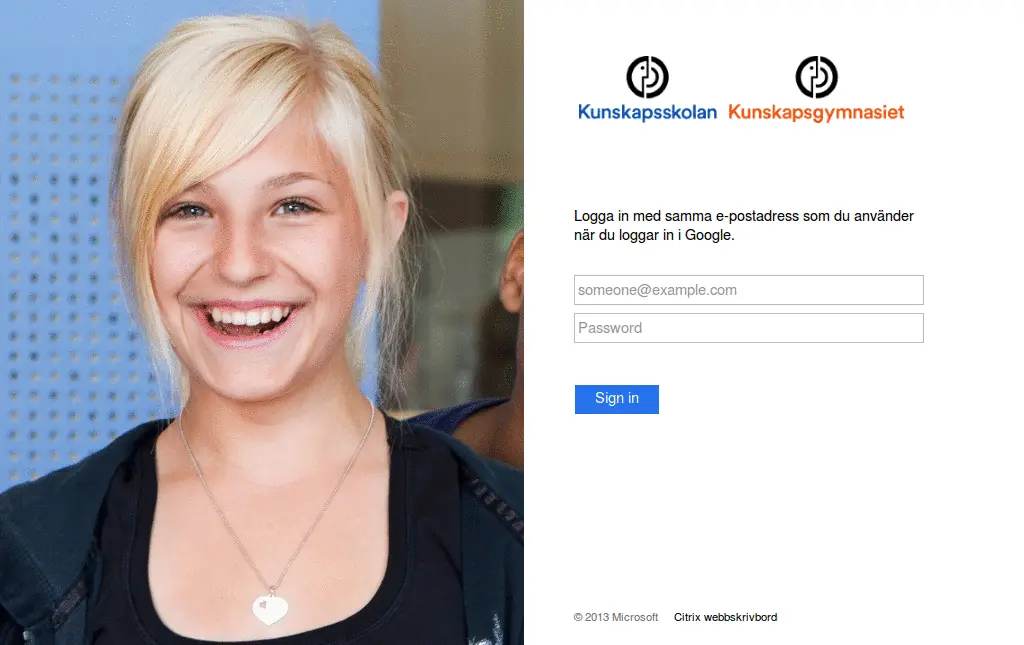 Kunskapsskolan Kunskapsgymnasiet
Logga in med samma e-postadress som du använder
när du loggar in i Google.
someone@example.com
Password
Sign in
© 2013 Microsoft Citrix webbskrivbord